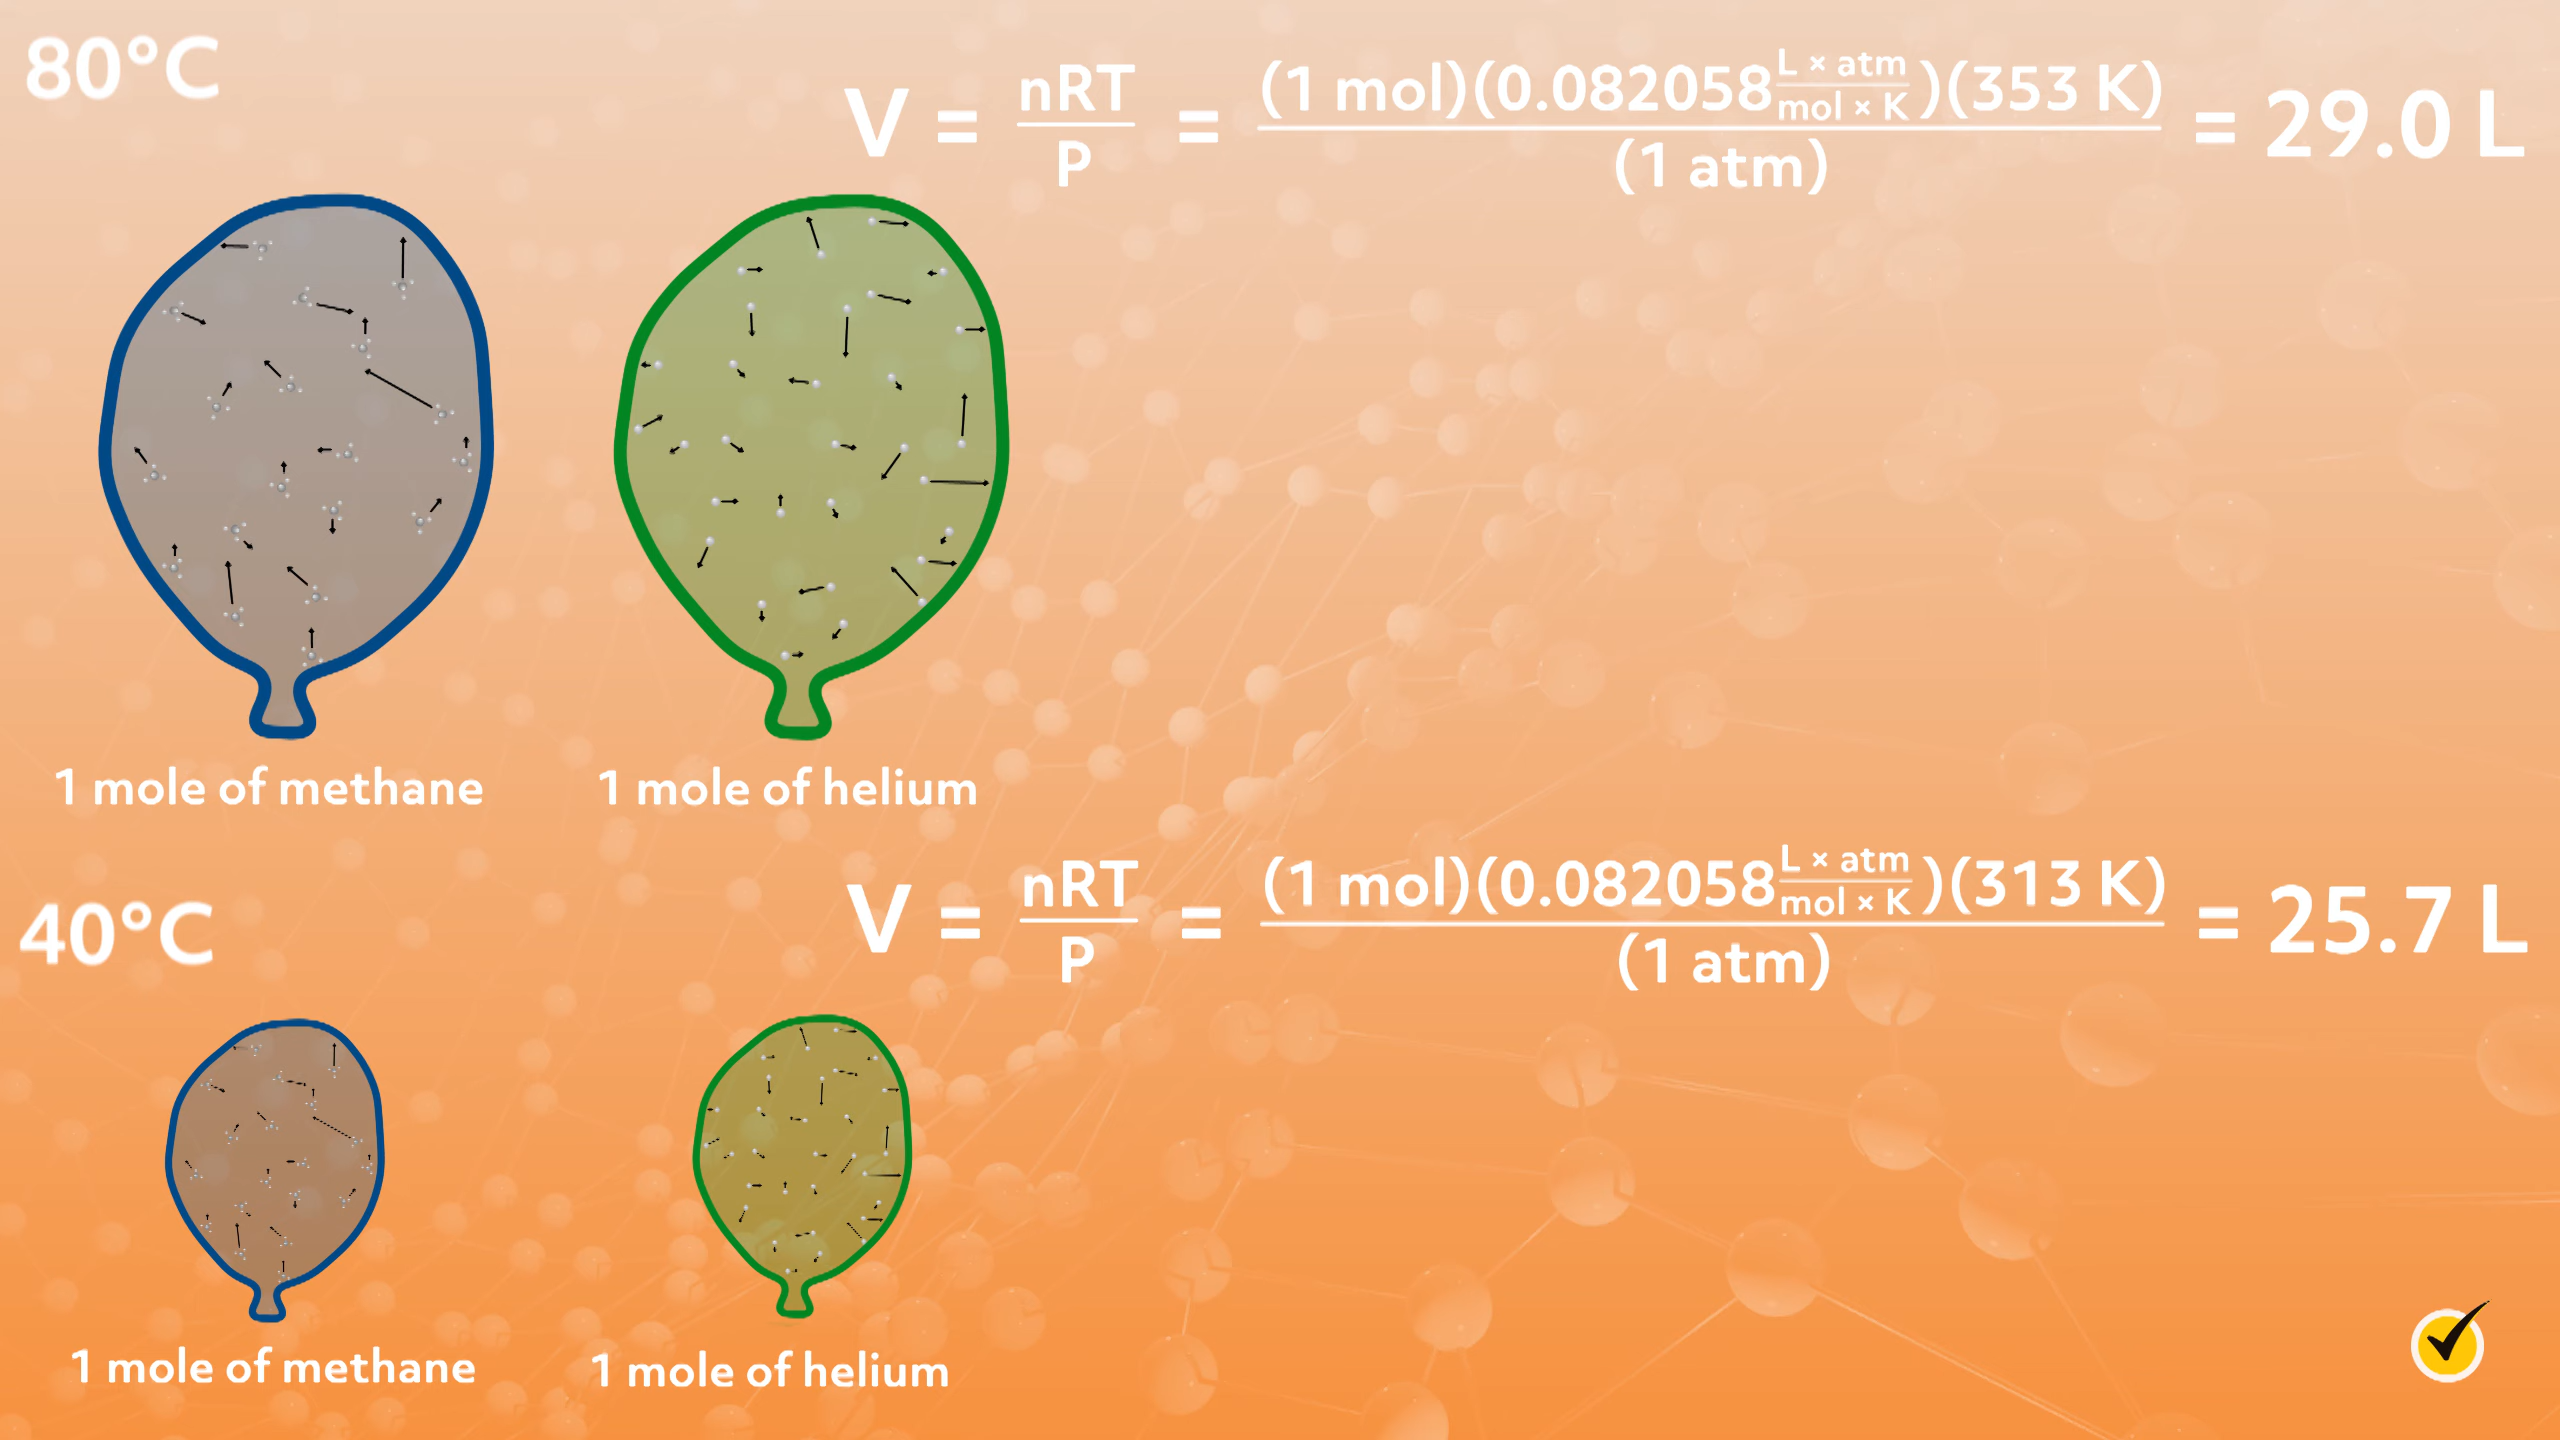 80°C
V = nRT/P = (1 mol)(0.082058 L × atm/mol × K)(353 K)/(1 atm) = 29.0 L
1 mole of methane
1 mole of helium
40°C
V = nRT/P = (1 mol)(0.082058 L × atm/mol × K)(313 K)/(1 atm) = 25.7 L
1 mole of methane
1 mole of helium